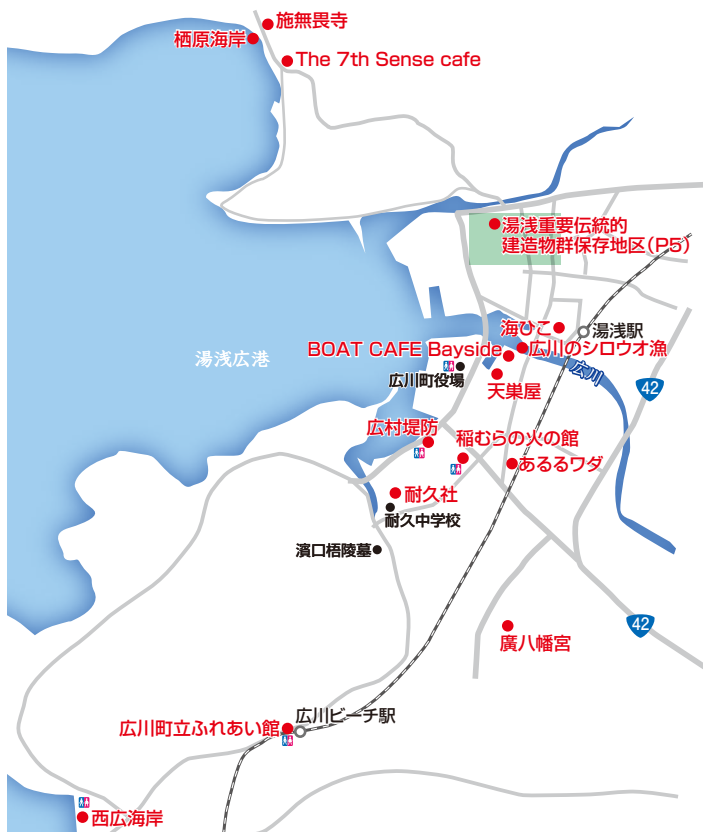 施無畏寺
栖原海岸
The 7th Sense cafe
湯浅重要伝統的
建造物群保存地区(P5)
海ひこ
湯浅駅
BOAT CAFE Bayside
広川のシロウオ漁
湯浅広港
広川町役場
天巣屋
広川
42
広村堤防
稲むらの火の館
あるるワダ
耐久社
耐久中学校
濱口梧陵墓
42
廣八幡宮
広川ビーチ駅
広川町立ふれあい館
西広海岸